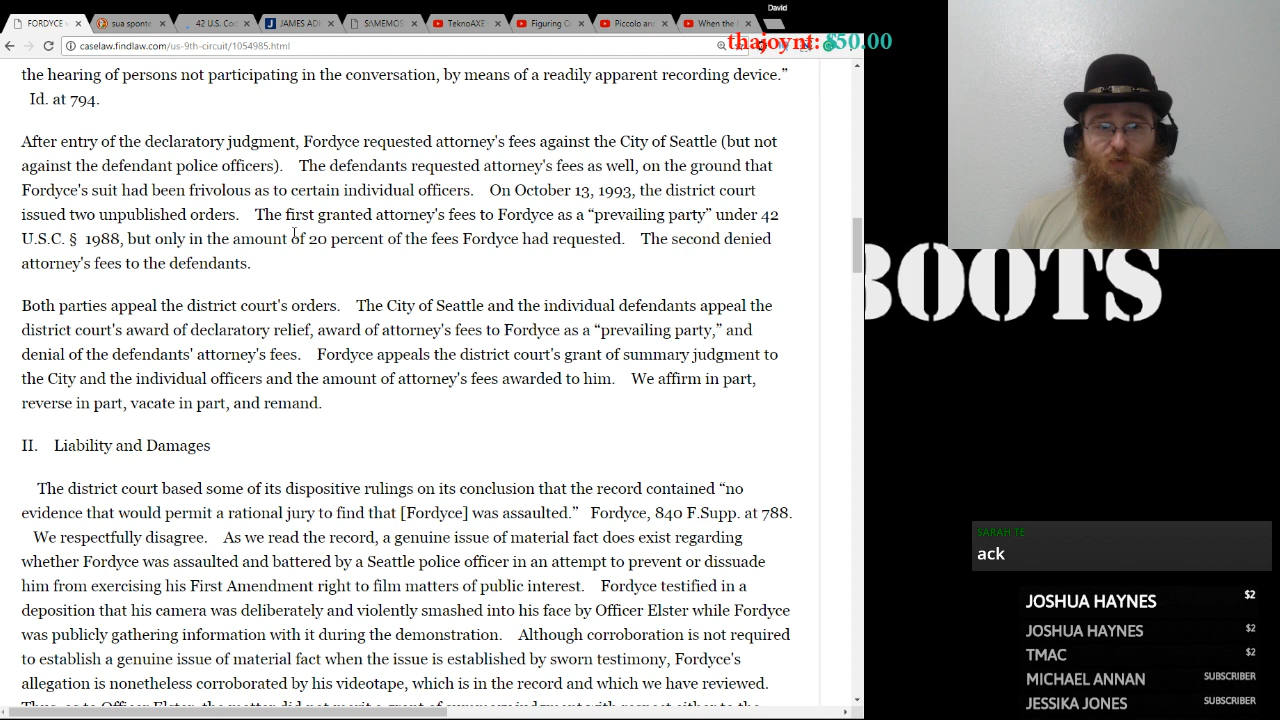 David
FORDYCE v
sua sponte
42 U.S. Coc
JAMES ADI
SAMEMOS
TeknoAXE
Figuring O
Piccolo an
When the
caselaw.findlaw.com/us-9th-circuit/1054985.html
thajoynt: $50.00
the hearing of persons not participating in the conversation, by means of a readily apparent recording device.”
Id. at 794.
After entry of the declaratory judgment, Fordyce requested attorney's fees against the City of Seattle (but not
against the defendant police officers). The defendants requested attorney's fees as well, on the ground that
Fordyce's suit had been frivolous as to certain individual officers. On October 13, 1993, the district court
issued two unpublished orders. The first granted attorney's fees to Fordyce as a “prevailing party” under 42
U.S.C. § 1988, but only in the amount of 20 percent of the fees Fordyce had requested. The second denied
attorney's fees to the defendants.
Both parties appeal the district court's orders. The City of Seattle and the individual defendants appeal the
district court's award of declaratory relief, award of attorney's fees to Fordyce as a “prevailing party,” and
denial of the defendants' attorney's fees. Fordyce appeals the district court's grant of summary judgment to
the City and the individual officers and the amount of attorney's fees awarded to him. We affirm in part,
reverse in part, vacate in part, and remand.
II. Liability and Damages
The district court based some of its dispositive rulings on its conclusion that the record contained “no
evidence that would permit a rational jury to find that [Fordyce] was assaulted.” Fordyce, 840 F.Supp. at 788.
We respectfully disagree. As we read the record, a genuine issue of material fact does exist regarding
whether Fordyce was assaulted and battered by a Seattle police officer in an attempt to prevent or dissuade
him from exercising his First Amendment right to film matters of public interest. Fordyce testified in a
deposition that his camera was deliberately and violently smashed into his face by Officer Elster while Fordyce
was publicly gathering information with it during the demonstration. Although corroboration is not required
to establish a genuine issue of material fact when the issue is established by sworn testimony, Fordyce's
allegation is nonetheless corroborated by his videotape, which is in the record and which we have reviewed.
BOOTS
SARAH TE
ack
JOSHUA HAYNES $2
JOSHUA HAYNES $2
TMAC $2
MICHAEL ANNAN SUBSCRIBER
JESSIKA JONES SUBSCRIBER